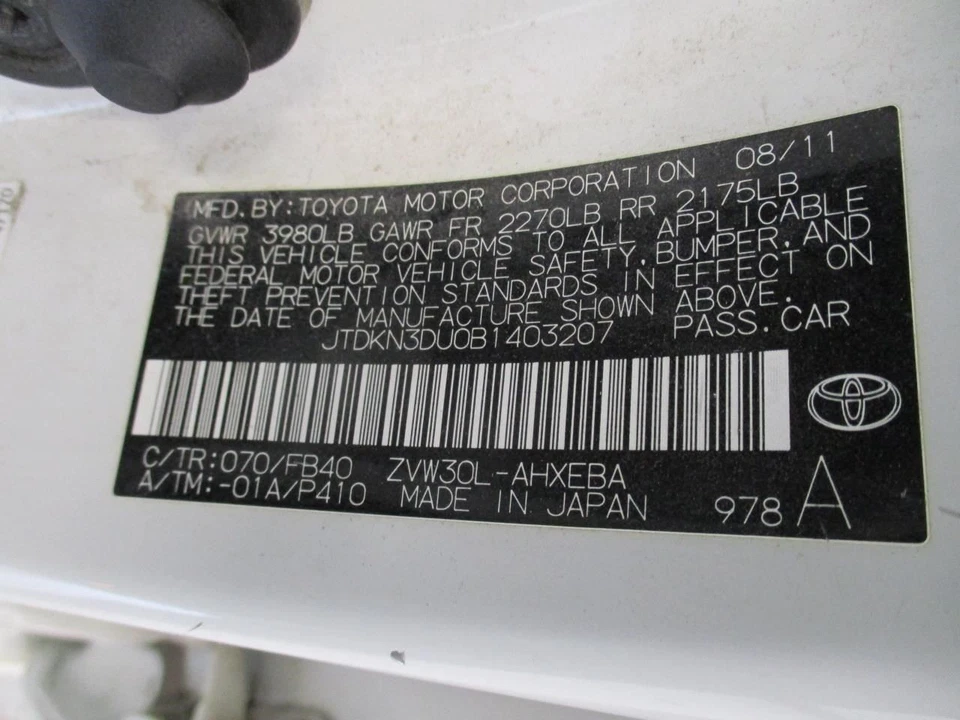 MFD. BY: TOYOTA MOTOR CORPORATION 08/11
GVWR 3980LB GAWR FR 2270LB RR 2175LB
THIS VEHICLE CONFORMS TO ALL APPLICABLE
FEDERAL MOTOR VEHICLE SAFETY, BUMPER, AND
THEFT PREVENTION STANDARDS IN EFFECT ON
THE DATE OF MANUFACTURE SHOWN ABOVE.
JTDKN3DU0B1403207 PASS. CAR
C/TR: 070/FB40 ZVW30L-AHXEBA
A/TM: -01A/P410 MADE IN JAPAN 978 A